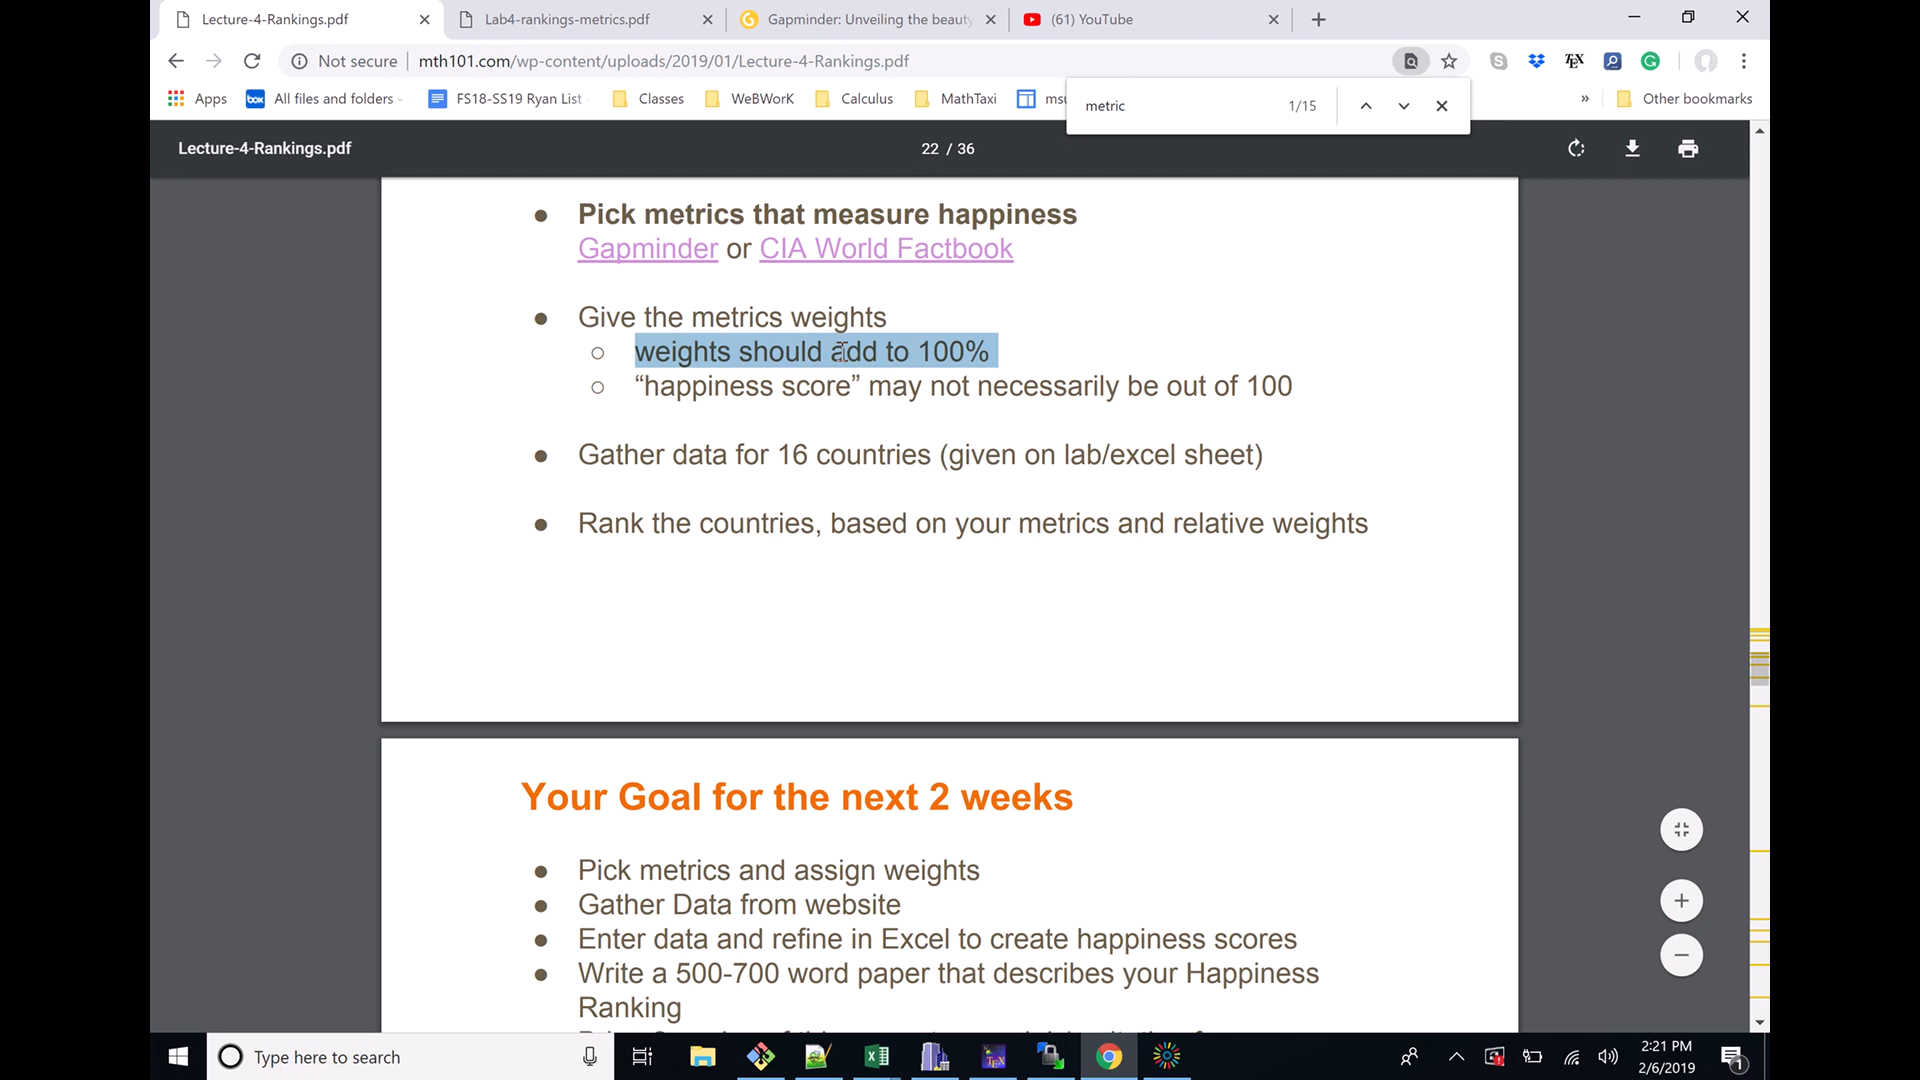 Lecture-4-Rankings.pdf
Lab4-rankings-metrics.pdf
Gapminder: Unveiling the beauty
(61) YouTube
Not secure
mth101.com/wp-content/uploads/2019/01/Lecture-4-Rankings.pdf
Apps
box
All files and folders -
FS18-SS19 Ryan List
Classes
WeBWorK
Calculus
MathTaxi
msu
Other bookmarks
metric
1/15
Lecture-4-Rankings.pdf
22 / 36
● Pick metrics that measure happiness
Gapminder or CIA World Factbook
● Give the metrics weights
○ weights should add to 100%
○ “happiness score” may not necessarily be out of 100
● Gather data for 16 countries (given on lab/excel sheet)
● Rank the countries, based on your metrics and relative weights
Your Goal for the next 2 weeks
● Pick metrics and assign weights
● Gather Data from website
● Enter data and refine in Excel to create happiness scores
● Write a 500-700 word paper that describes your Happiness
Ranking
Type here to search
2:21 PM
2/6/2019
1